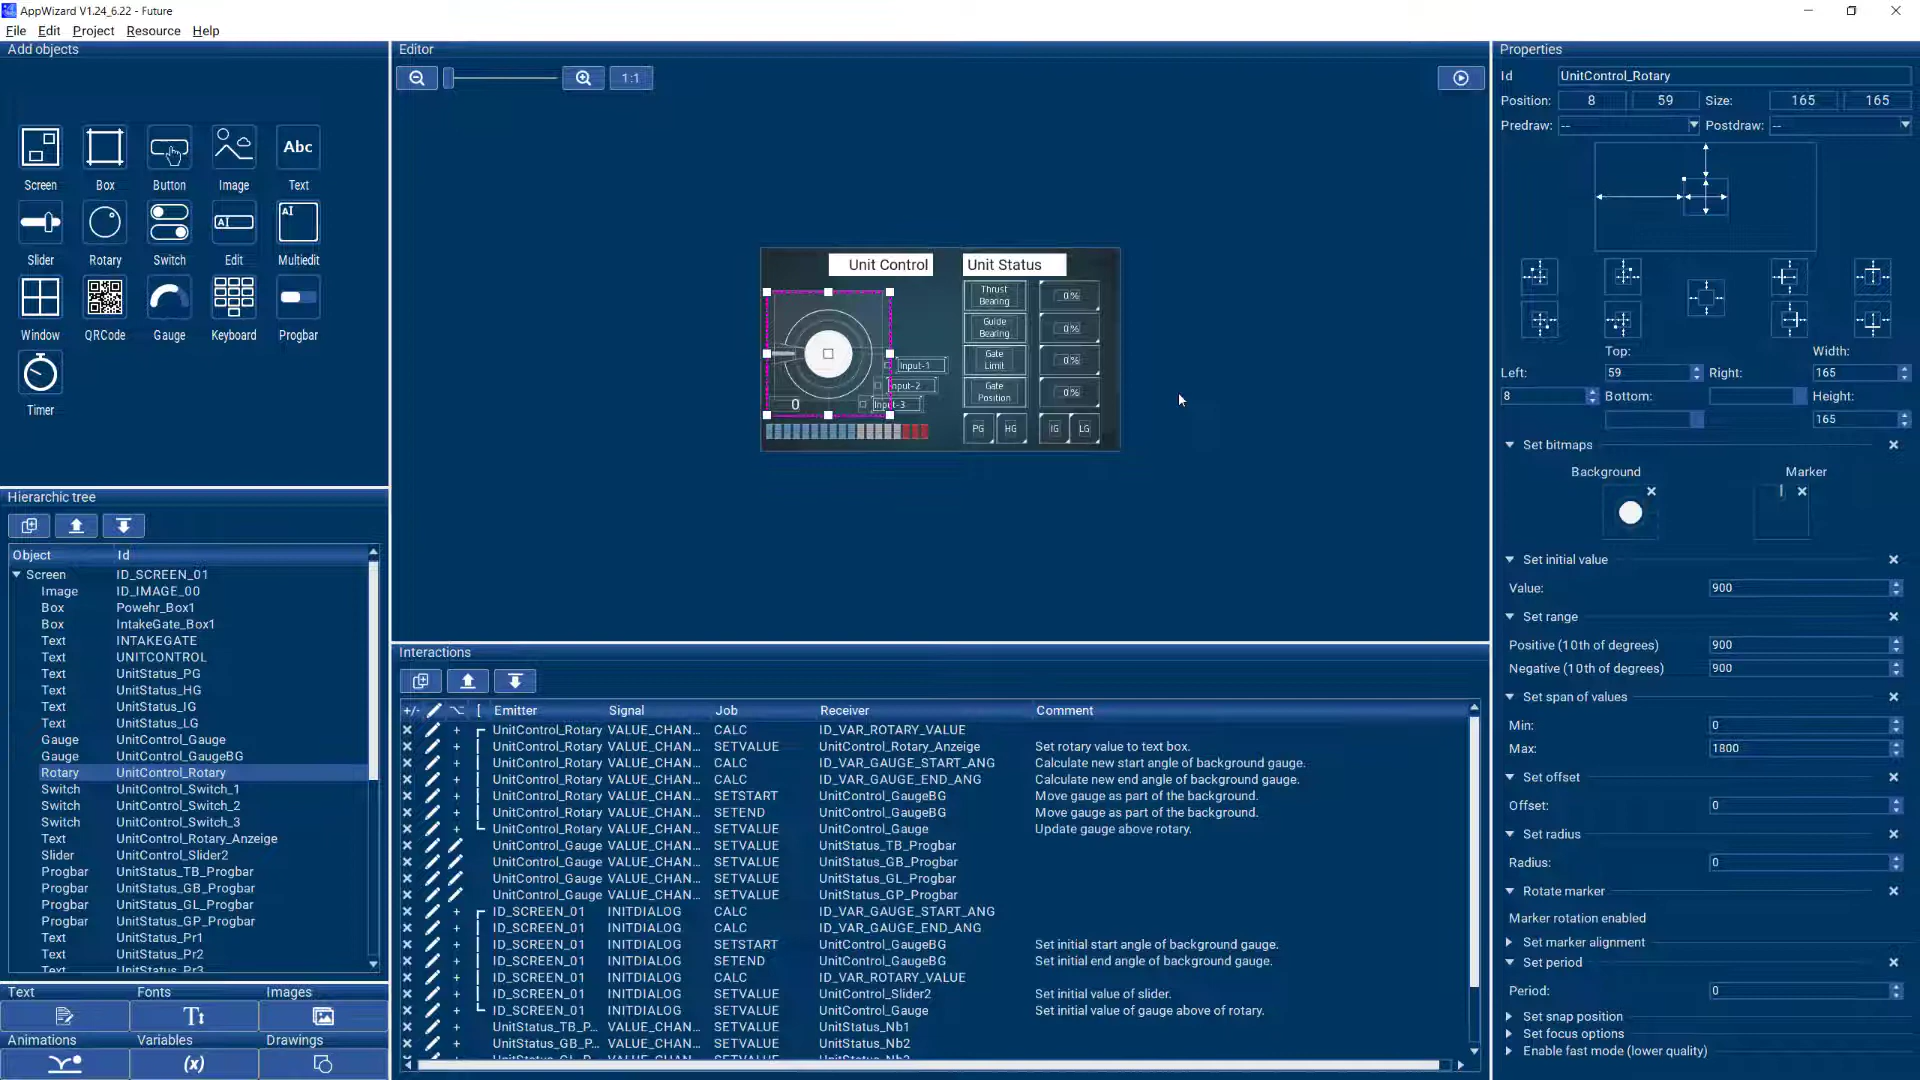 AppWizard V1.24_6.22 - Future
File Edit Project Resource Help
Add objects
Screen Box Button Image Text
Abc
Slider Rotary Switch Edit Multiedit
AI
AI
Window QRCode Gauge Keyboard Progbar
Timer
Hierarchic tree
Object Id
Screen ID_SCREEN_01
Image ID_IMAGE_00
Box Powehr_Box1
Box IntakeGate_Box1
Text INTAKEGATE
Text UNITCONTROL
Text UnitStatus_PG
Text UnitStatus_HG
Text UnitStatus_IG
Text UnitStatus_LG
Gauge UnitControl_Gauge
Gauge UnitControl_GaugeBG
Rotary UnitControl_Rotary
Switch UnitControl_Switch_1
Switch UnitControl_Switch_2
Switch UnitControl_Switch_3
Text UnitControl_Rotary_Anzeige
Slider UnitControl_Slider2
Progbar UnitStatus_TB_Progbar
Progbar UnitStatus_GB_Progbar
Progbar UnitStatus_GL_Progbar
Progbar UnitStatus_GP_Progbar
Text UnitStatus_Pr1
Text UnitStatus_Pr2
Text UnitStatus_Pr3
Text Fonts Images
Animations Variables Drawings
(x)
Editor
1:1
Unit Control
Unit Status
Thrust
Bearing
0 %
Guide
Bearing
0 %
Gate
Limit
0 %
Gate
Position
0 %
Input-1
Input-2
Input-3
0
PG HG IG LG
Interactions
+/- [ Emitter Signal Job Receiver Comment
UnitControl_Rotary VALUE_CHAN... CALC ID_VAR_ROTARY_VALUE
UnitControl_Rotary VALUE_CHAN... SETVALUE UnitControl_Rotary_Anzeige Set rotary value to text box.
UnitControl_Rotary VALUE_CHAN... CALC ID_VAR_GAUGE_START_ANG Calculate new start angle of background gauge.
UnitControl_Rotary VALUE_CHAN... CALC ID_VAR_GAUGE_END_ANG Calculate new end angle of background gauge.
UnitControl_Rotary VALUE_CHAN... SETSTART UnitControl_GaugeBG Move gauge as part of the background.
UnitControl_Rotary VALUE_CHAN... SETEND UnitControl_GaugeBG Move gauge as part of the background.
UnitControl_Rotary VALUE_CHAN... SETVALUE UnitControl_Gauge Update gauge above rotary.
UnitControl_Gauge VALUE_CHAN... SETVALUE UnitStatus_TB_Progbar
UnitControl_Gauge VALUE_CHAN... SETVALUE UnitStatus_GB_Progbar
UnitControl_Gauge VALUE_CHAN... SETVALUE UnitStatus_GL_Progbar
UnitControl_Gauge VALUE_CHAN... SETVALUE UnitStatus_GP_Progbar
ID_SCREEN_01 INITDIALOG CALC ID_VAR_GAUGE_START_ANG
ID_SCREEN_01 INITDIALOG CALC ID_VAR_GAUGE_END_ANG
ID_SCREEN_01 INITDIALOG SETSTART UnitControl_GaugeBG Set initial start angle of background gauge.
ID_SCREEN_01 INITDIALOG SETEND UnitControl_GaugeBG Set initial end angle of background gauge.
ID_SCREEN_01 INITDIALOG CALC ID_VAR_ROTARY_VALUE
ID_SCREEN_01 INITDIALOG SETVALUE UnitControl_Slider2 Set initial value of slider.
ID_SCREEN_01 INITDIALOG SETVALUE UnitControl_Gauge Set initial value of gauge above of rotary.
UnitStatus_TB_P... VALUE_CHAN... SETVALUE UnitStatus_Nb1
UnitStatus_GB_P... VALUE_CHAN... SETVALUE UnitStatus_Nb2
Properties
Id UnitControl_Rotary
Position: 8 59 Size: 165 165
Predraw: -- Postdraw: --
Top: Width:
Left: 59 Right: 165
8 Bottom: Height:
165
Set bitmaps
Background Marker
Set initial value
Value: 900
Set range
Positive (10th of degrees) 900
Negative (10th of degrees) 900
Set span of values
Min: 0
Max: 1800
Set offset
Offset: 0
Set radius
Radius: 0
Rotate marker
Marker rotation enabled
Set marker alignment
Set period
Period: 0
Set snap position
Set focus options
Enable fast mode (lower quality)